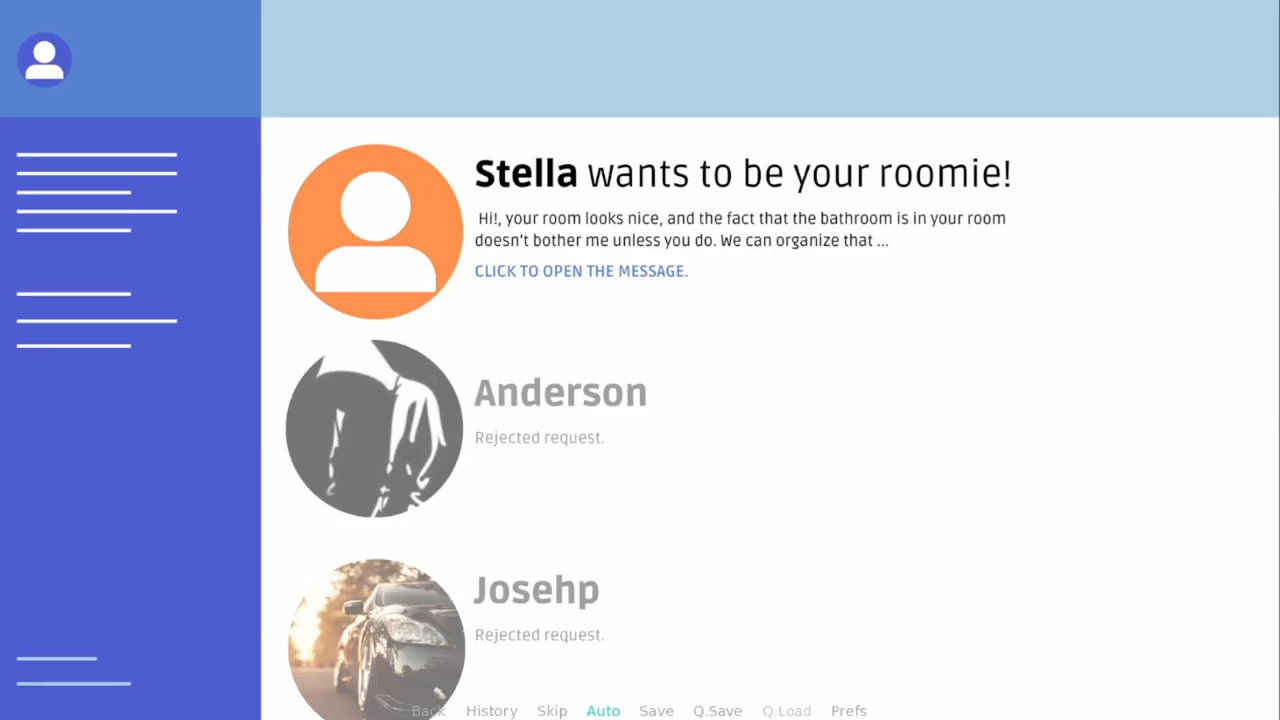 Stella wants to be your roomie!
Hi!, your room looks nice, and the fact that the bathroom is in your room
doesn't bother me unless you do. We can organize that ...
CLICK TO OPEN THE MESSAGE.
Anderson
Rejected request.
Josehp
Rejected request.
Back History Skip Auto Save Q.Save Q.Load Prefs